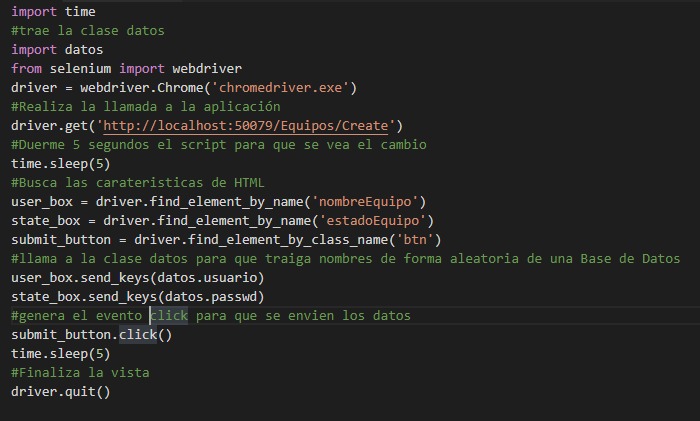 import time
#trae la clase datos
import datos
from selenium import webdriver
driver = webdriver.Chrome('chromedriver.exe')
#Realiza la llamada a la aplicación
driver.get('http://localhost:50079/Equipos/Create')
#Duerme 5 segundos el script para que se vea el cambio
time.sleep(5)
#Busca las carateristicas de HTML
user_box = driver.find_element_by_name('nombreEquipo')
state_box = driver.find_element_by_name('estadoEquipo')
submit_button = driver.find_element_by_class_name('btn')
#llama a la clase datos para que traiga nombres de forma aleatoria de una Base de Datos
user_box.send_keys(datos.usuario)
state_box.send_keys(datos.passwd)
#genera el evento click para que se envien los datos
submit_button.click()
time.sleep(5)
#Finaliza la vista
driver.quit()